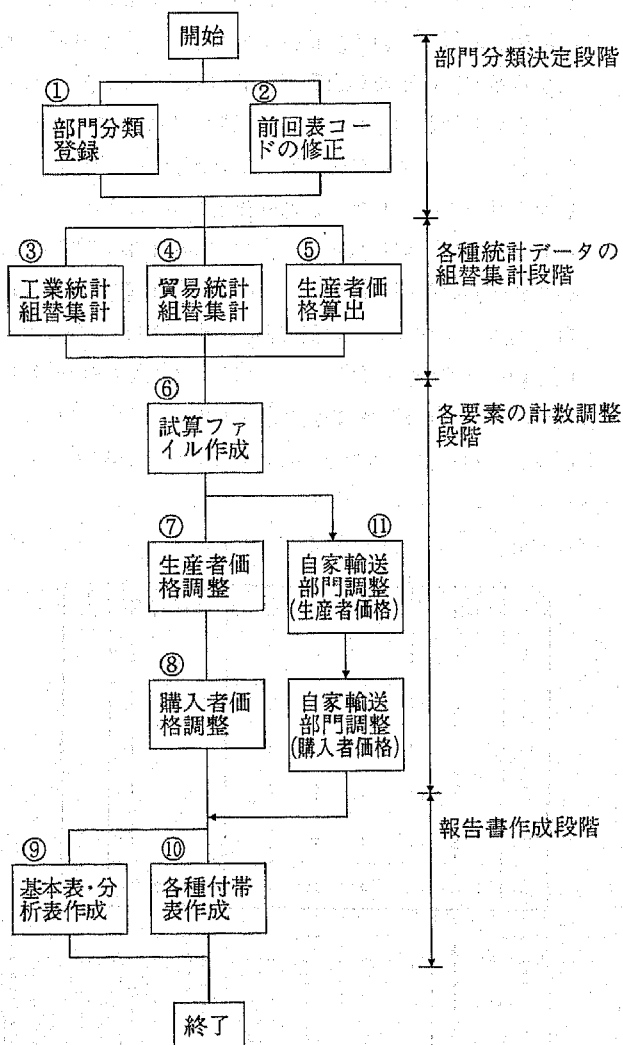 開始
部門分類決定段階
①
部門分類
登録
②
前回表コー
ドの修正
各種統計データの
組替集計段階
③
工業統計
組替集計
④
貿易統計
組替集計
⑤
生産者価
格算出
各要素の計数調整
段階
⑥
試算ファ
イル作成
⑦
生産者価
格調整
⑪
自家輸送
部門調整
(生産者価格)
⑧
購入者価
格調整
自家輸送
部門調整
(購入者価格)
報告書作成段階
⑨
基本表・分
析表作成
⑩
各種付帯
表作成
終了